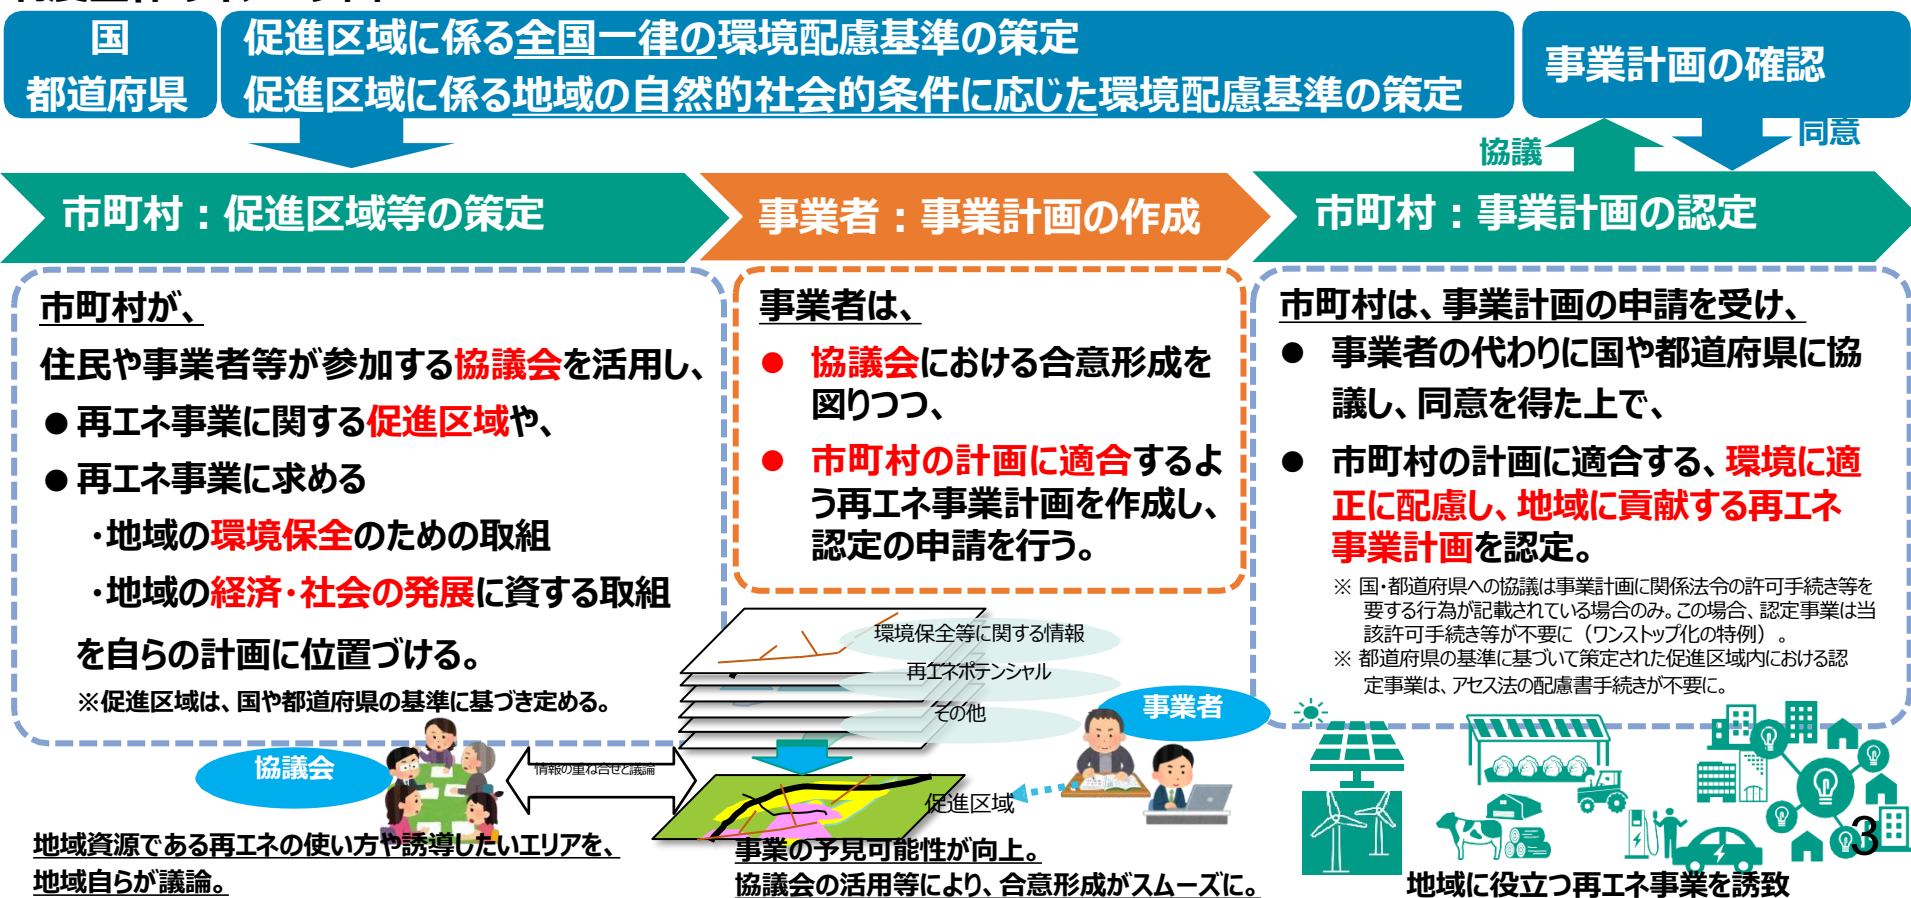 国
都道府県
促進区域に係る全国一律の環境配慮基準の策定
促進区域に係る地域の自然的社会的条件に応じた環境配慮基準の策定
事業計画の確認
協議
同意
市町村：促進区域等の策定
事業者：事業計画の作成
市町村：事業計画の認定
市町村が、
住民や事業者等が参加する協議会を活用し、
● 再エネ事業に関する促進区域や、
● 再エネ事業に求める
・地域の環境保全のための取組
・地域の経済・社会の発展に資する取組
を自らの計画に位置づける。
※促進区域は、国や都道府県の基準に基づき定める。
事業者は、
● 協議会における合意形成を
図りつつ、
● 市町村の計画に適合するよ
う再エネ事業計画を作成し、
認定の申請を行う。
市町村は、事業計画の申請を受け、
● 事業者の代わりに国や都道府県に協
議し、同意を得た上で、
● 市町村の計画に適合する、環境に適
正に配慮し、地域に貢献する再エネ
事業計画を認定。
※ 国・都道府県への協議は事業計画に関係法令の許可手続き等を
要する行為が記載されている場合のみ。この場合、認定事業は当
該許可手続き等が不要に（ワンストップ化の特例）。
※ 都道府県の基準に基づいて策定された促進区域内における認
定事業は、アセス法の配慮書手続きが不要に。
環境保全等に関する情報
再エネポテンシャル
その他
事業者
協議会
情報の重ね合せと議論
促進区域
地域資源である再エネの使い方や誘導したいエリアを、
地域自らが議論。
事業の予見可能性が向上。
協議会の活用等により、合意形成がスムーズに。
地域に役立つ再エネ事業を誘致
3